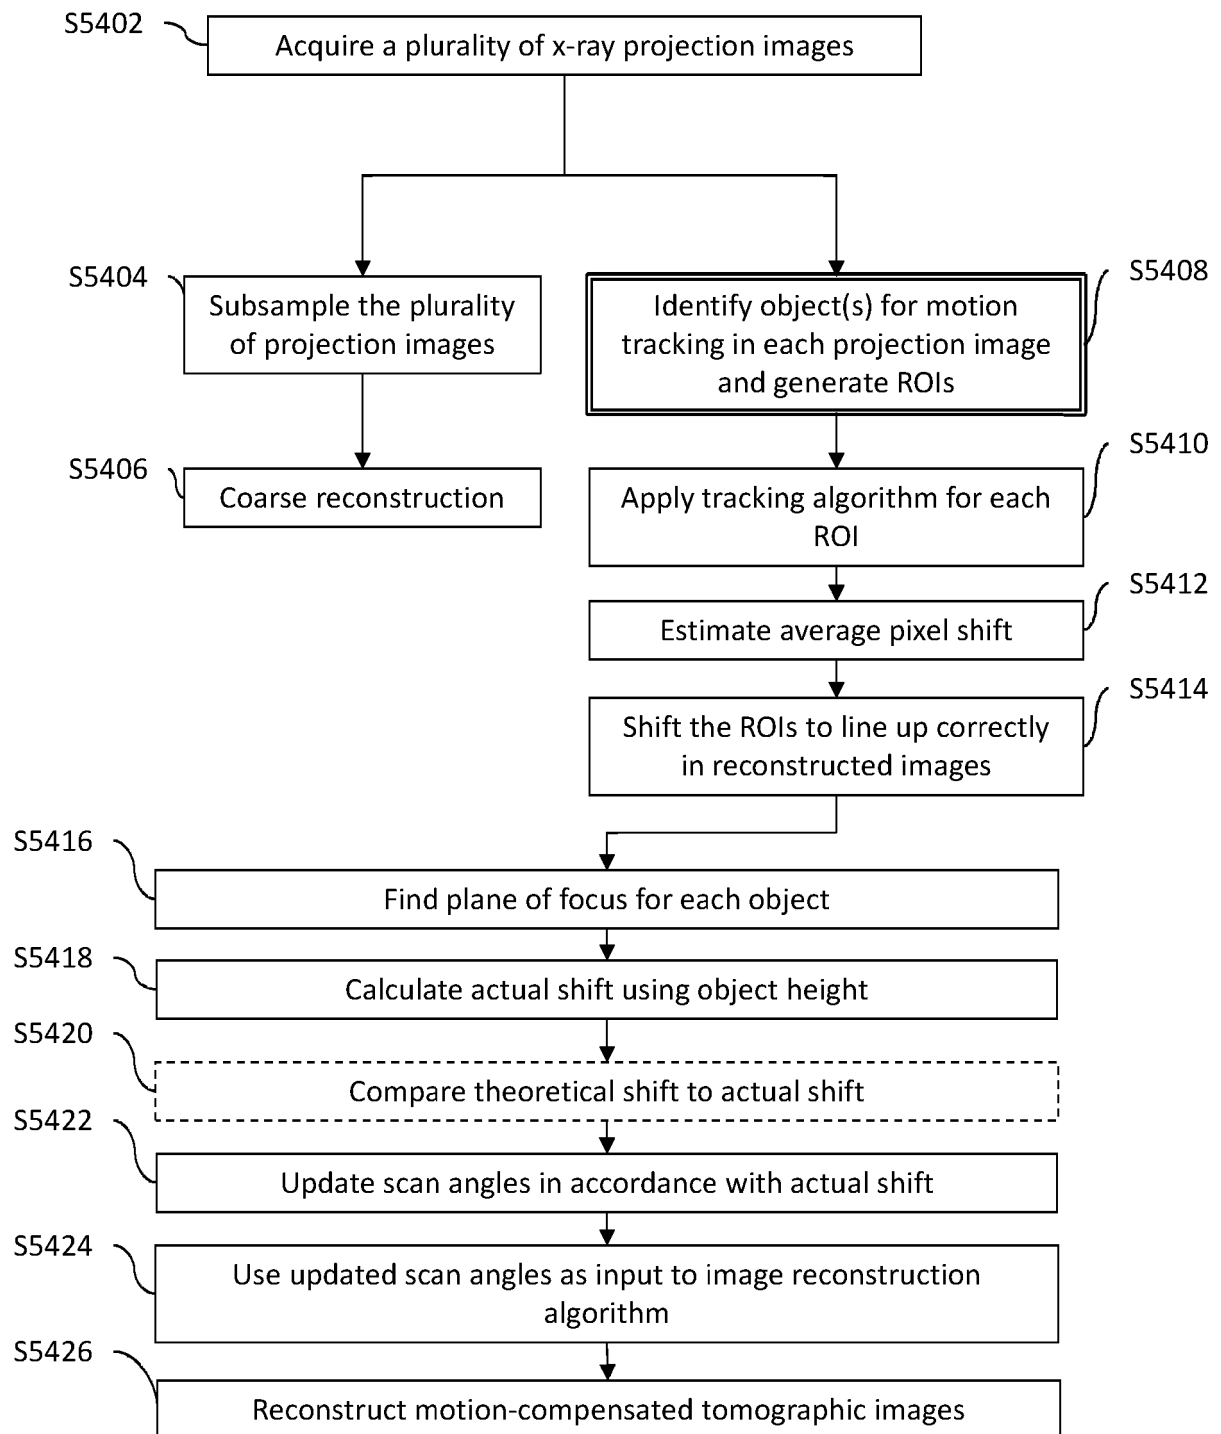 S5402
Acquire a plurality of x-ray projection images
S5404
Subsample the plurality
of projection images
S5406
Coarse reconstruction
S5408
Identify object(s) for motion
tracking in each projection image
and generate ROIs
S5410
Apply tracking algorithm for each
ROI
S5412
Estimate average pixel shift
S5414
Shift the ROIs to line up correctly
in reconstructed images
S5416
Find plane of focus for each object
S5418
Calculate actual shift using object height
S5420
Compare theoretical shift to actual shift
S5422
Update scan angles in accordance with actual shift
S5424
Use updated scan angles as input to image reconstruction
algorithm
S5426
Reconstruct motion-compensated tomographic images